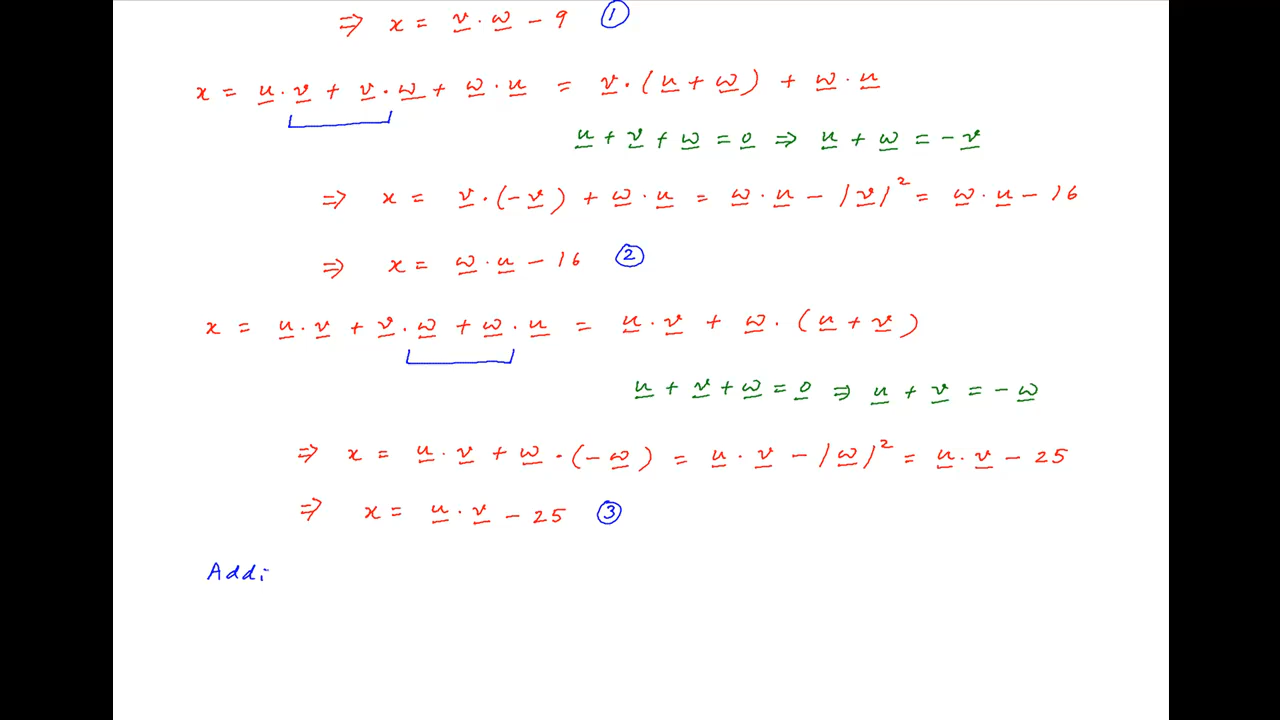 ⇒ x = v · w − 9 ①
x = u · v + v · w + w · u = v · (u + w) + w · u
u + v + w = 0 ⇒ u + w = − v
⇒ x = v · (−v) + w · u = w · u − |v|² = w · u − 16
⇒ x = w · u − 16 ②
x = u · v + v · w + w · u = u · v + w · (u + v)
u + v + w = 0 ⇒ u + v = − w
⇒ x = u · v + w · (−w) = u · v − |w|² = u · v − 25
⇒ x = u · v − 25 ③
Addi